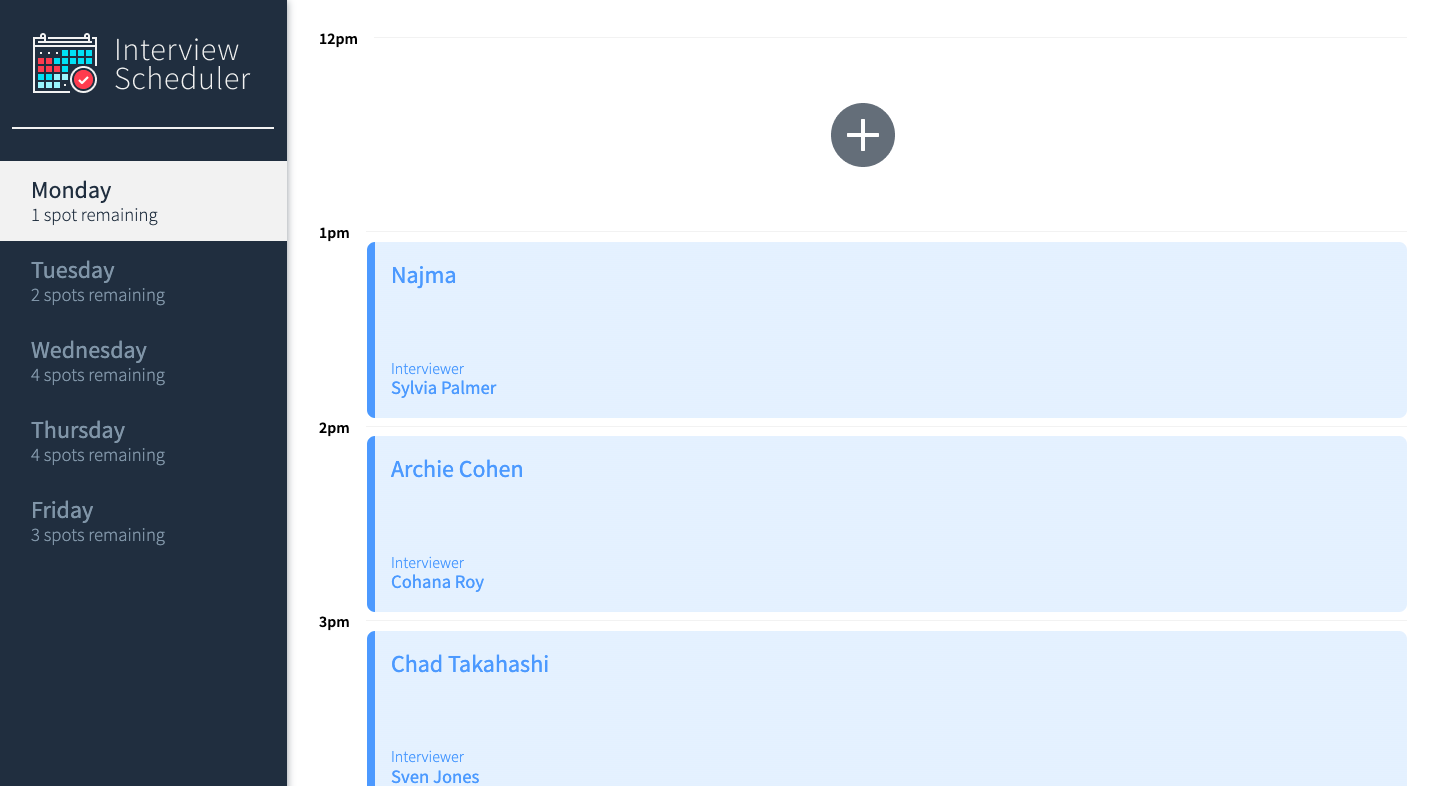 Interview
Scheduler
Monday
1 spot remaining
Tuesday
2 spots remaining
Wednesday
4 spots remaining
Thursday
4 spots remaining
Friday
3 spots remaining
12pm
1pm
Najma
Interviewer
Sylvia Palmer
2pm
Archie Cohen
Interviewer
Cohana Roy
3pm
Chad Takahashi
Interviewer
Sven Jones